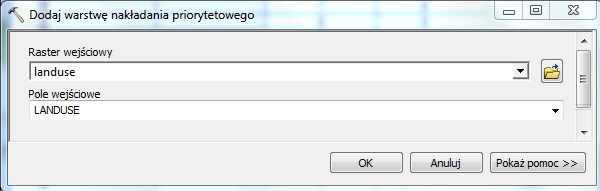 Dodaj warstwę nakładania priorytetowego
Raster wejściowy
landuse
Pole wejściowe
LANDUSE
OK Anuluj Pokaż pomoc >>